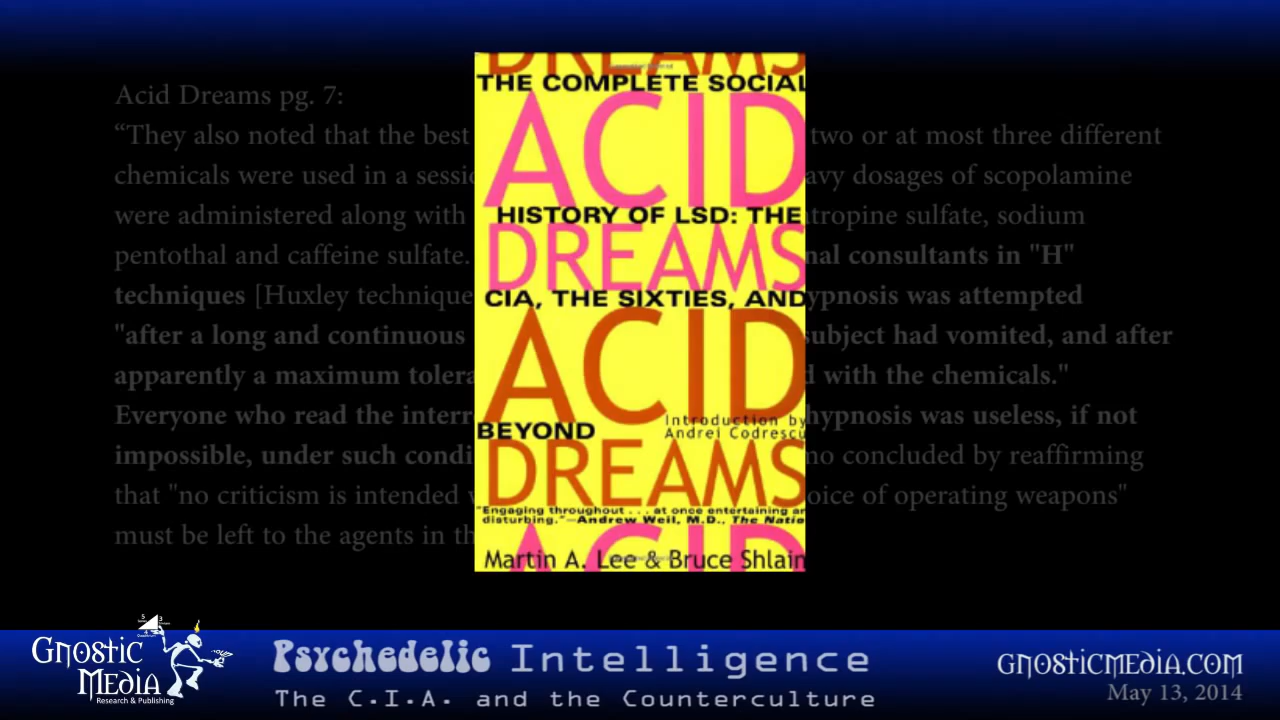 Acid Dreams pg. 7:
“They also noted that the best two or at most three different
chemicals were used in a sessi avy dosages of scopolamine
were administered along with tropine sulfate, sodium
pentothal and caffeine sulfate. nal consultants in "H"
techniques [Huxley technique ypnosis was attempted
"after a long and continuous subject had vomited, and after
apparently a maximum tolera d with the chemicals."
Everyone who read the interr hypnosis was useless, if not
impossible, under such condi no concluded by reaffirming
that "no criticism is intended oice of operating weapons"
must be left to the agents in th
DREAMS
THE COMPLETE SOCIAL
ACID
HISTORY OF LSD: THE
DREAMS
CIA, THE SIXTIES, AND
ACID
Introduction by
BEYOND Andrei Codrescu
DREAMS
"Engaging throughout . . . at once entertaining an
disturbing."—Andrew Weil, M.D., The Natio
ACID
Martin A. Lee & Bruce Shlain
Gnostic
Media
Research & Publishing
Psychedelic Intelligence
The C.I.A. and the Counterculture
gnosticmedia.com
May 13, 2014